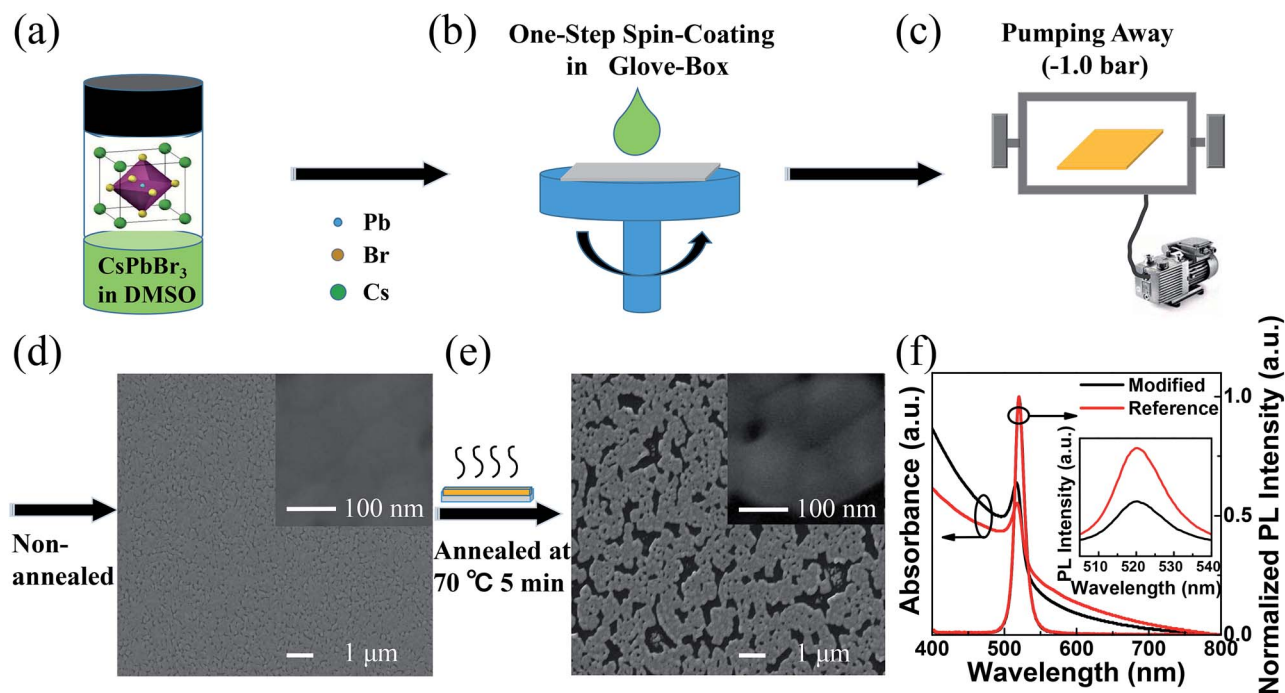 (a)
CsPbBr₃
in DMSO
Pb
Br
Cs
(b)
One-Step Spin-Coating
in Glove-Box
(c)
Pumping Away
(-1.0 bar)
(d)
Non-
annealed
100 nm
1 μm
(e)
Annealed at
70 ℃ 5 min
100 nm
1 μm
(f)
Absorbance (a.u.)
Normalized PL Intensity (a.u.)
Modified
Reference
1.0
0.5
0.0
PL Intensity (a.u.)
510 520 530 540
Wavelength (nm)
400 500 600 700 800
Wavelength (nm)